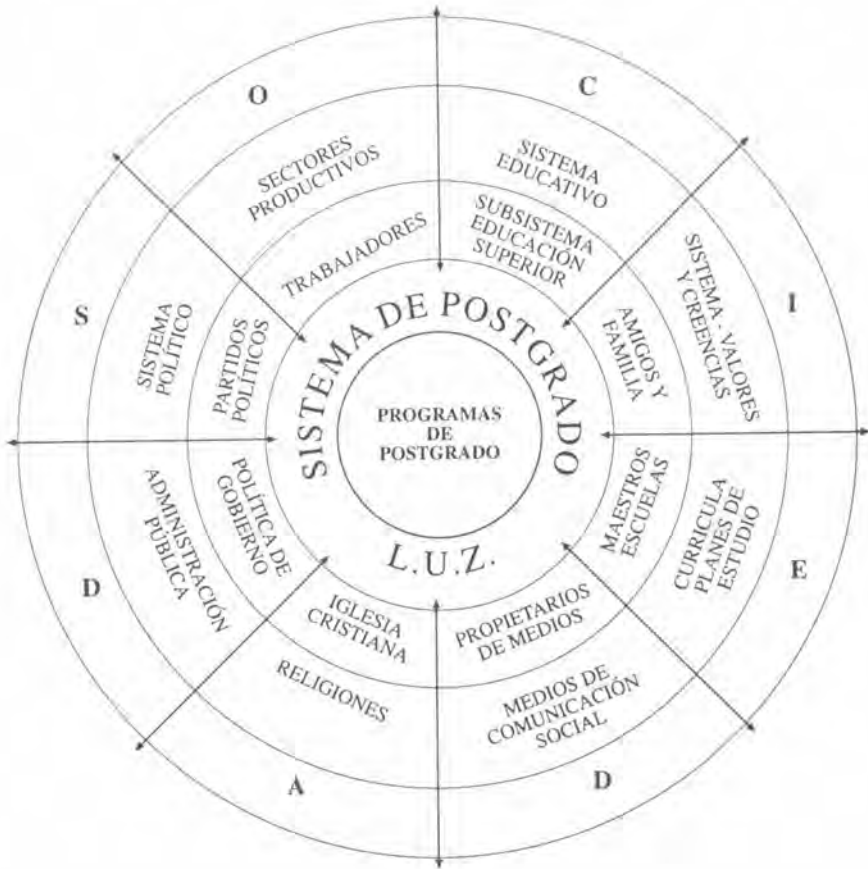 S
O
C
I
E
D
A
D
SECTORES
PRODUCTIVOS
SISTEMA
EDUCATIVO
SISTEMA - VALORES
Y CREENCIAS
CURRICULA
PLANES DE
ESTUDIO
MEDIOS DE
COMUNICACIÓN
SOCIAL
RELIGIONES
ADMINISTRACIÓN
PÚBLICA
SISTEMA
POLÍTICO
TRABAJADORES
SUBSISTEMA
EDUCACIÓN
SUPERIOR
AMIGOS Y
FAMILIA
MAESTROS
ESCUELAS
PROPIETARIOS
DE MEDIOS
IGLESIA
CRISTIANA
POLÍTICA DE
GOBIERNO
PARTIDOS
POLÍTICOS
SISTEMA DE POSTGRADO
L.U.Z.
PROGRAMAS
DE
POSTGRADO